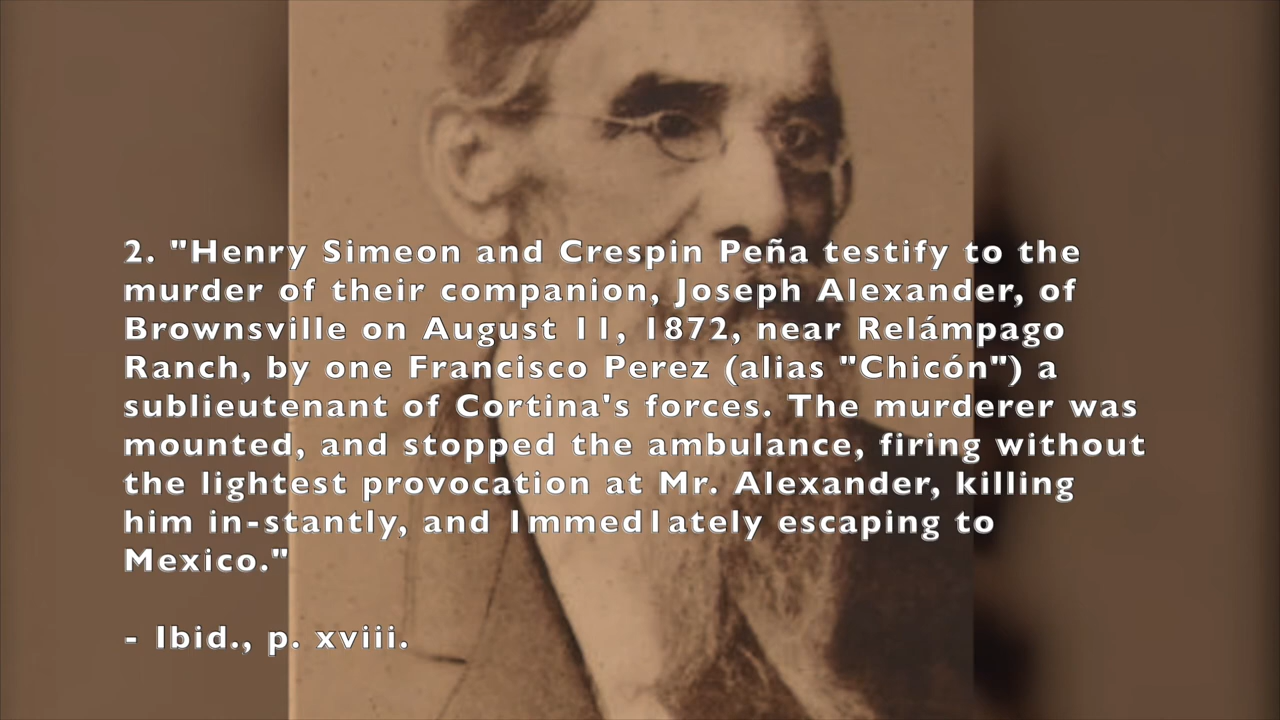 2. "Henry Simeon and Crespin Peña testify to the
murder of their companion, Joseph Alexander, of
Brownsville on August 11, 1872, near Relámpago
Ranch, by one Francisco Perez (alias "Chicón") a
sublieutenant of Cortina's forces. The murderer was
mounted, and stopped the ambulance, firing without
the lightest provocation at Mr. Alexander, killing
him in-stantly, and 1mmed1ately escaping to
Mexico."
- Ibid., p. xviii.